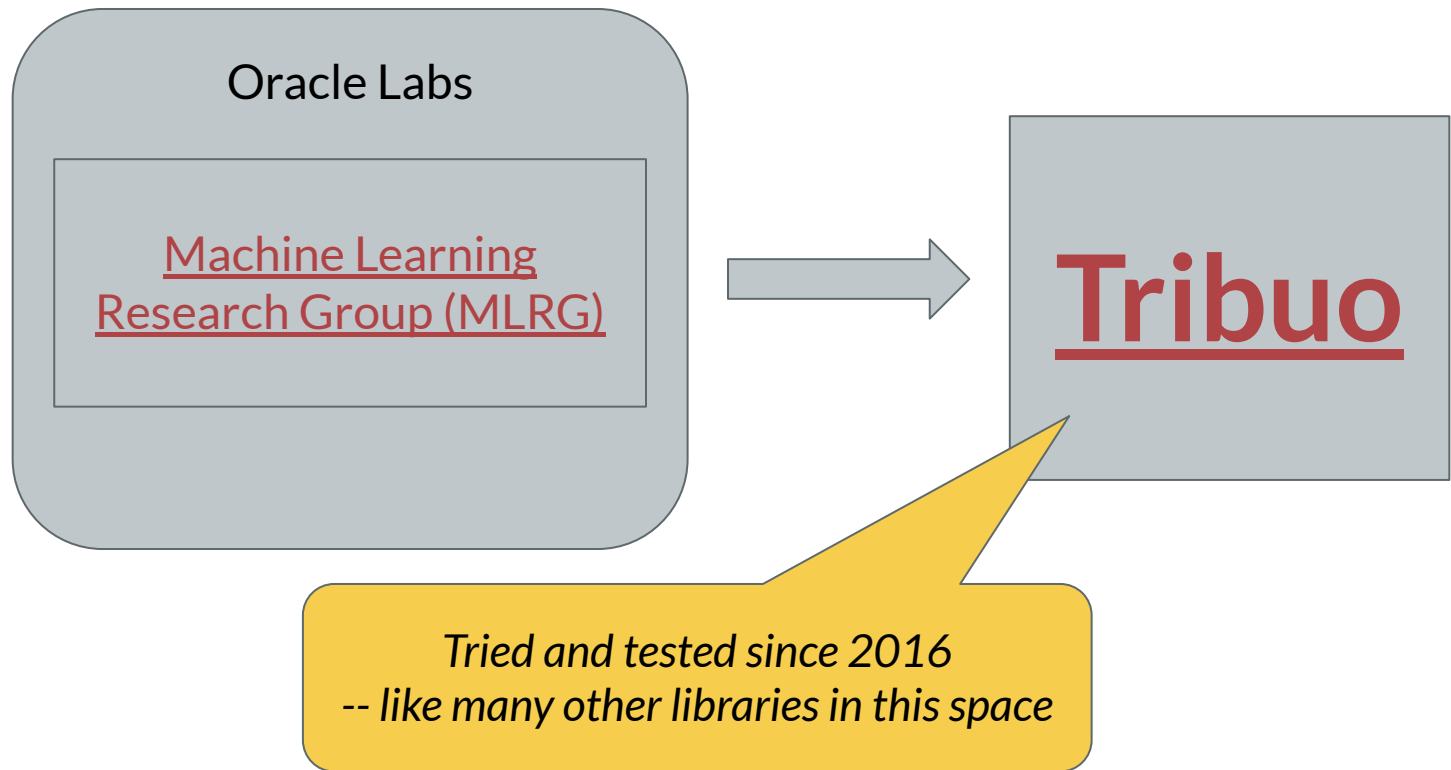 Oracle Labs
Machine Learning
Research Group (MLRG)
Tribuo
Tried and tested since 2016
-- like many other libraries in this space